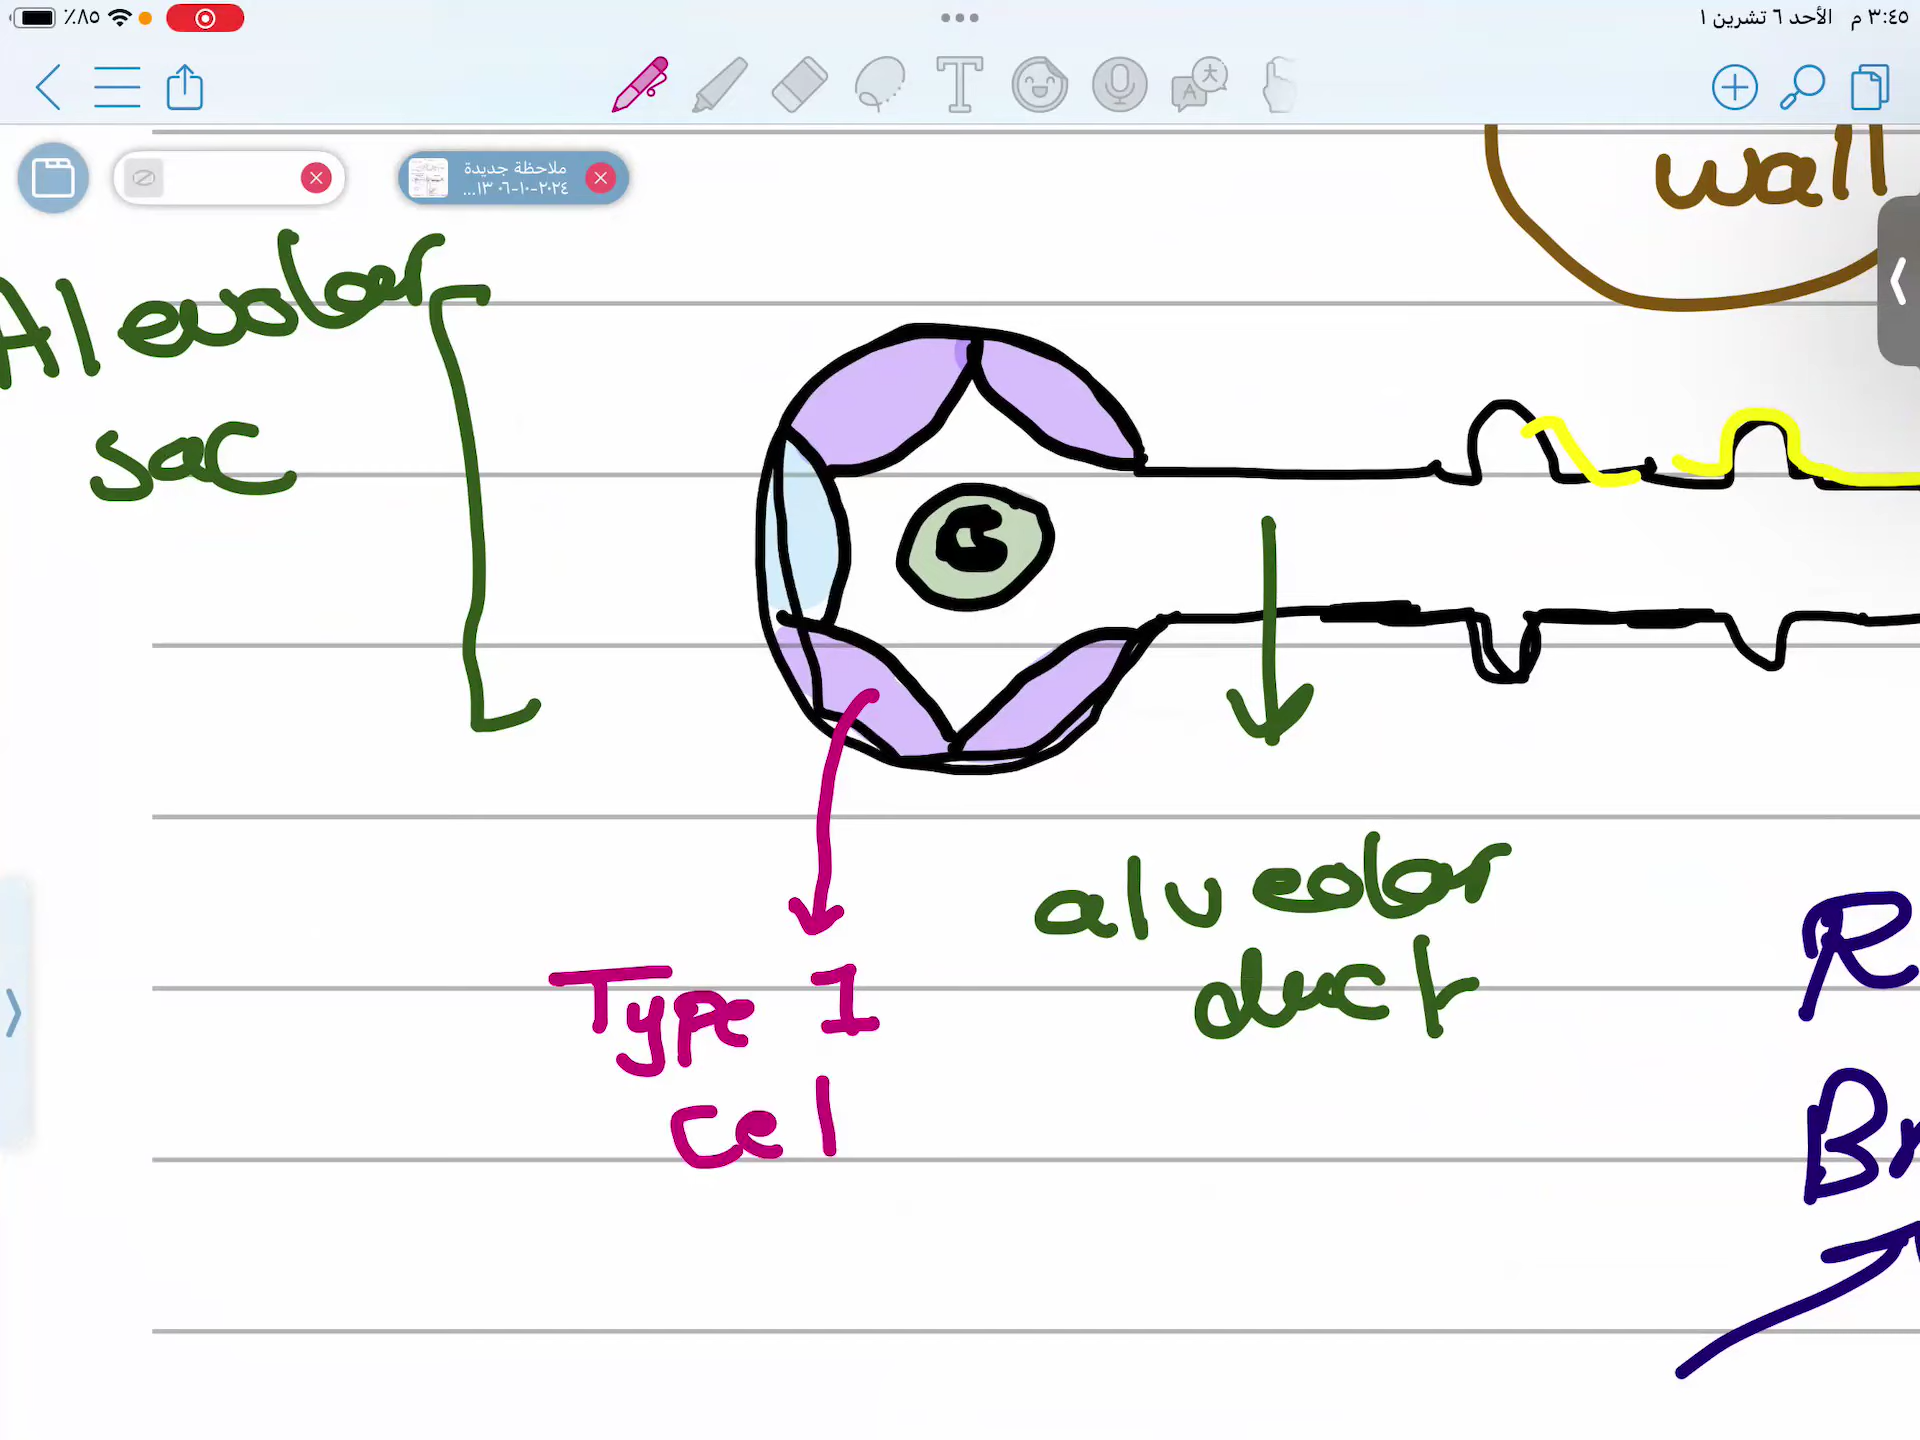 ٪٨٥
٣:٤٥ م الأحد ٦ تشرين ١
ملاحظة جديدة
٢٠٢٤-١٠-٠٦ ١٣...
wall
Alevolar
sac
alveolar
duct
Type 1
cel
R
Br